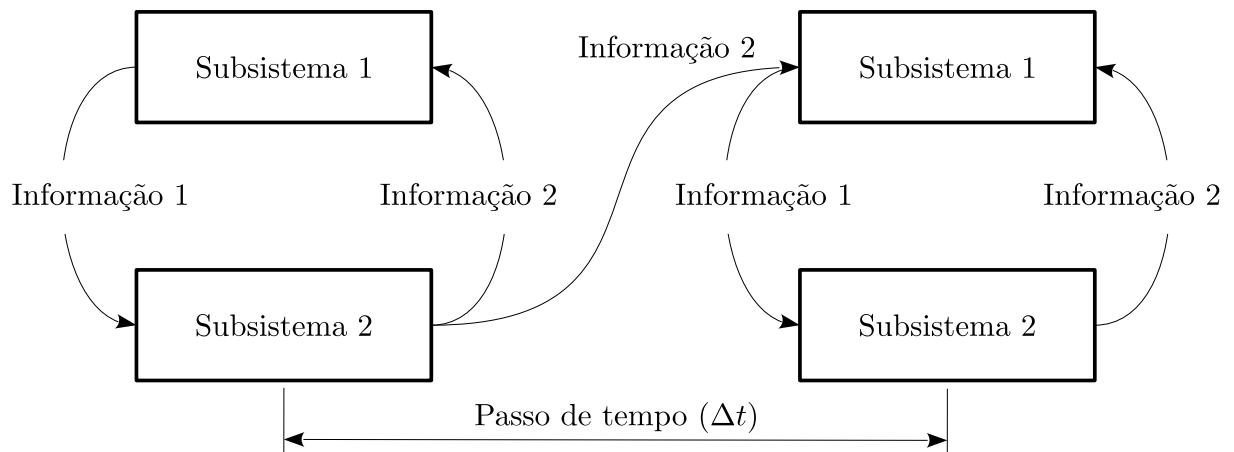 Informação 2
Subsistema 1
Subsistema 1
Informação 1
Informação 2
Informação 1
Informação 2
Subsistema 2
Subsistema 2
Passo de tempo (Δt)